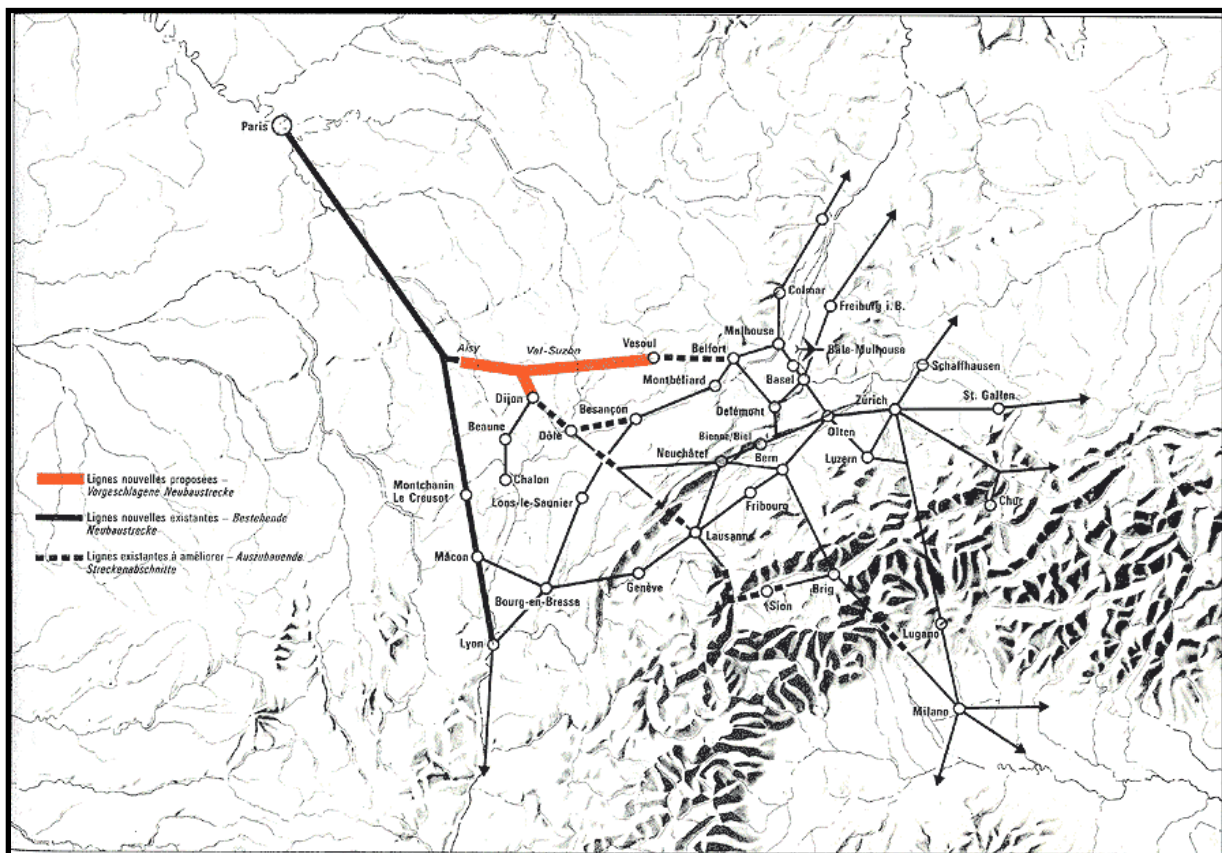 Paris
Colmar
Freiburg i.B.
Mulhouse
Aisy
Val-Suzon
Vesoul
Belfort
Bâle-Mulhouse
Schaffhausen
Montbéliard
Basel
Dijon
Besançon
Delémont
Zürich
St. Gallen
Beaune
Dôle
Bienne/Biel
Olten
Neuchâtel
Bern
Luzern
Lignes nouvelles proposées –
Vorgeschlagene Neubaustrecke
Chalon
Montchanin
Le Creusot
Lons-le-Saunier
Fribourg
Chur
Lignes nouvelles existantes – Bestehende
Neubaustrecke
Lausanne
Lignes existantes à améliorer – Auszubauende
Streckenabschnitte
Mâcon
Genève
Brig
Bourg-en-Bresse
Sion
Lugano
Lyon
Milano